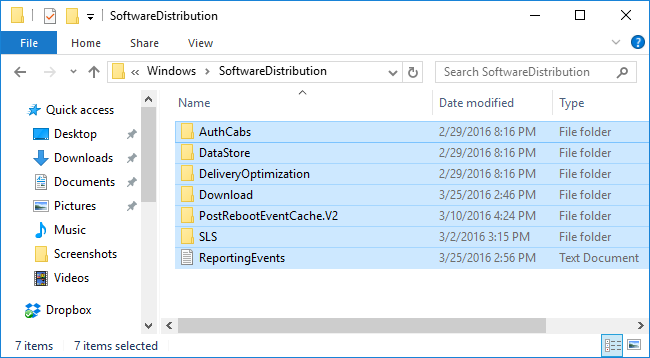 SoftwareDistribution
File Home Share View
Windows SoftwareDistribution Search SoftwareDistribution
Name Date modified Type
Quick access
Desktop
Downloads
Documents
Pictures
Music
Screenshots
Videos
Dropbox
AuthCabs 2/29/2016 8:16 PM File folder
DataStore 2/29/2016 8:16 PM File folder
DeliveryOptimization 2/29/2016 8:16 PM File folder
Download 3/25/2016 2:46 PM File folder
PostRebootEventCache.V2 3/10/2016 4:24 PM File folder
SLS 3/2/2016 3:15 PM File folder
ReportingEvents 3/25/2016 2:56 PM Text Document
7 items 7 items selected